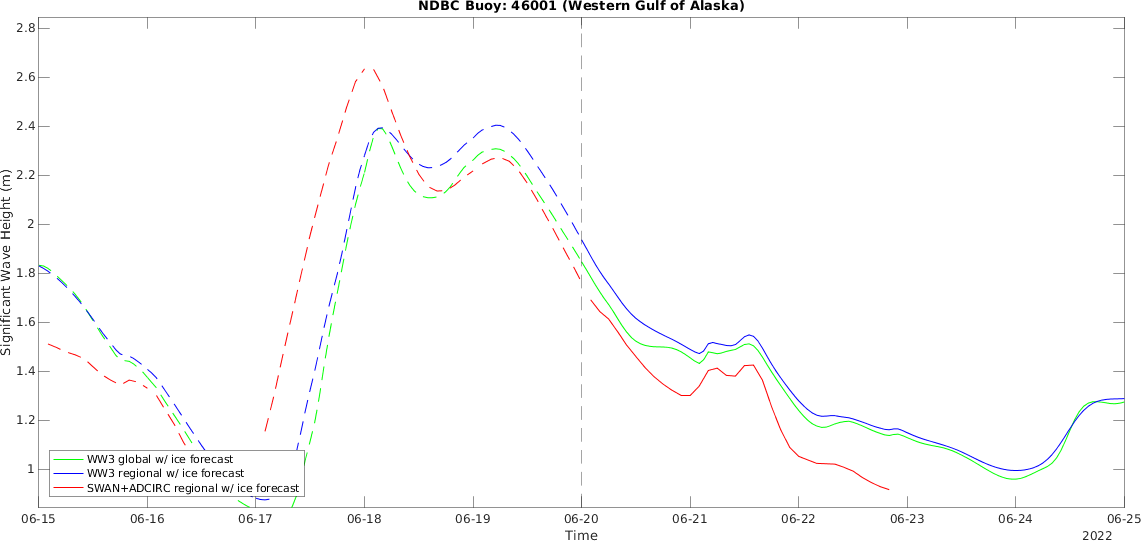 NDBC Buoy: 46001 (Western Gulf of Alaska)
Significant Wave Height (m)
2.8
2.6
2.4
2.2
2
1.8
1.6
1.4
1.2
1
WW3 global w/ ice forecast
WW3 regional w/ ice forecast
SWAN+ADCIRC regional w/ ice forecast
06-15 06-16 06-17 06-18 06-19 06-20 06-21 06-22 06-23 06-24 06-25
Time
2022